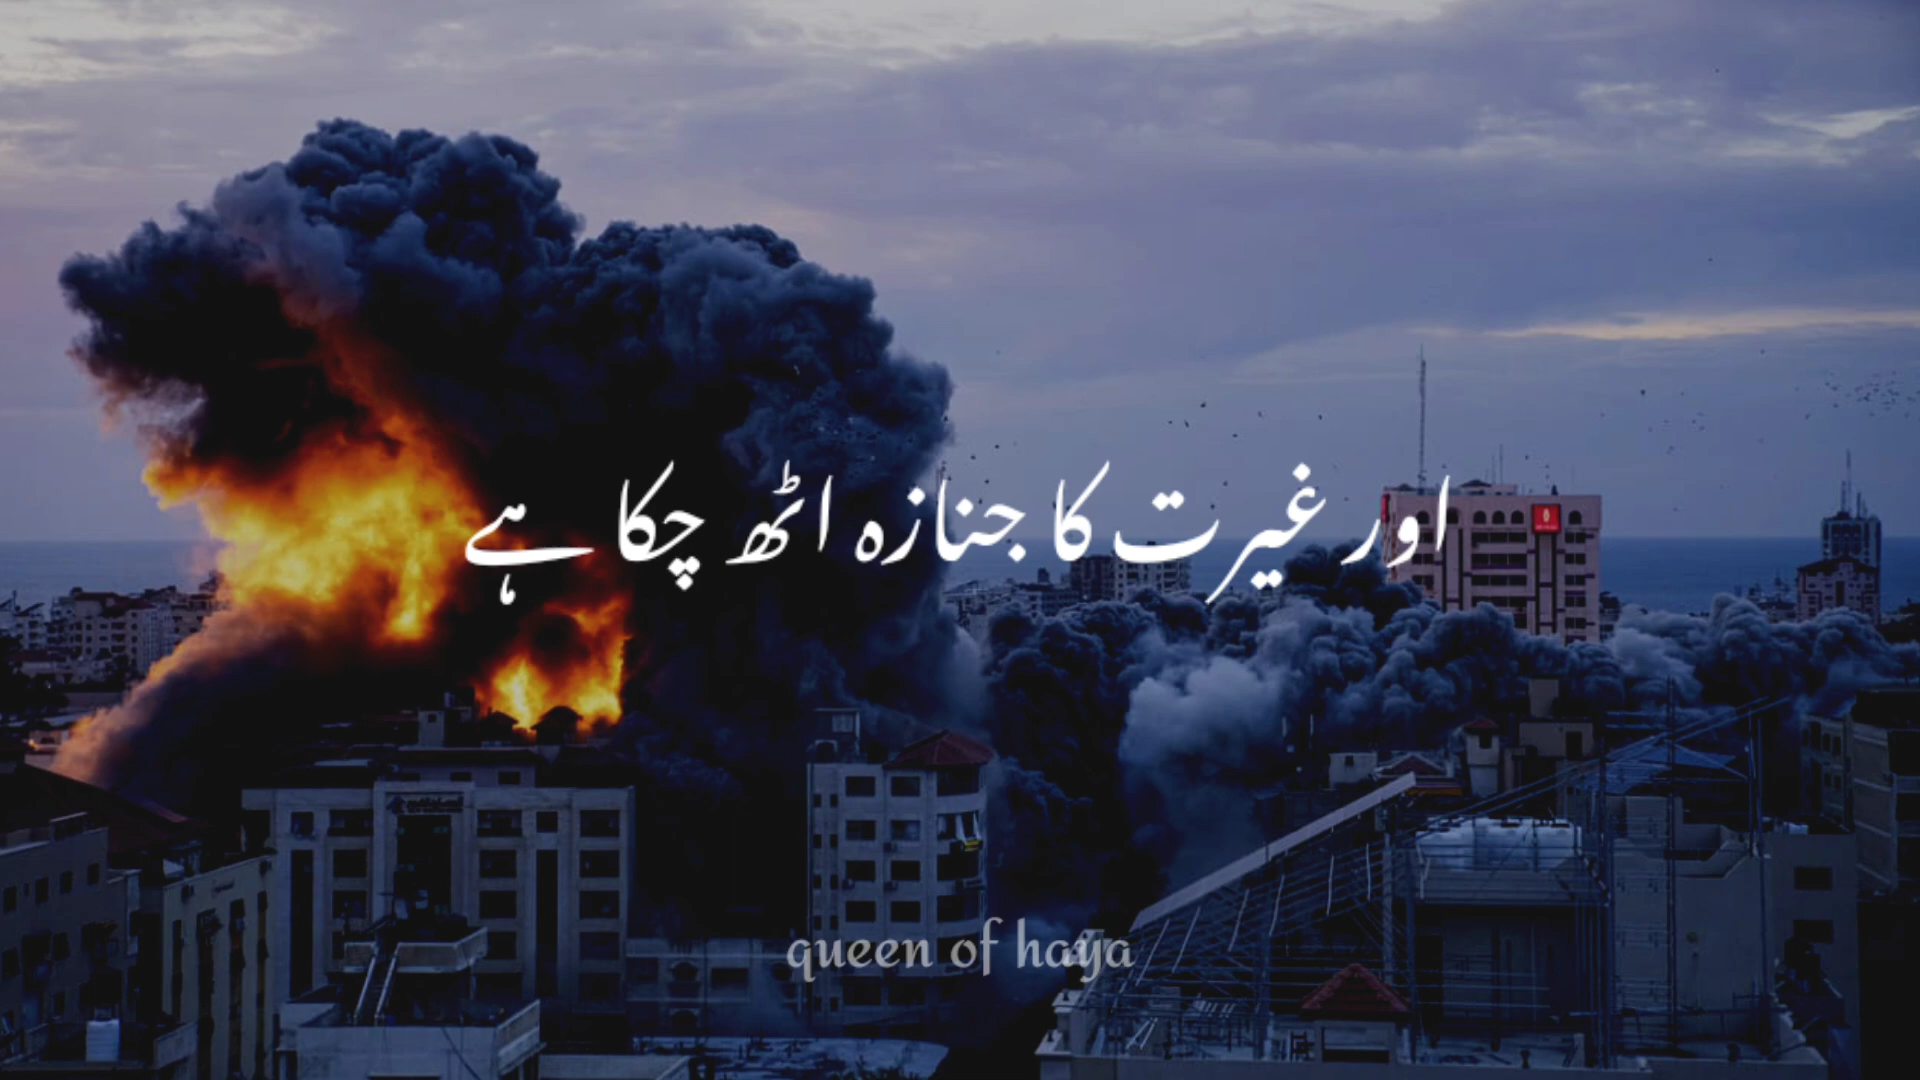 اور غیرت کا جنازہ اٹھ چکا ہے
queen of haya